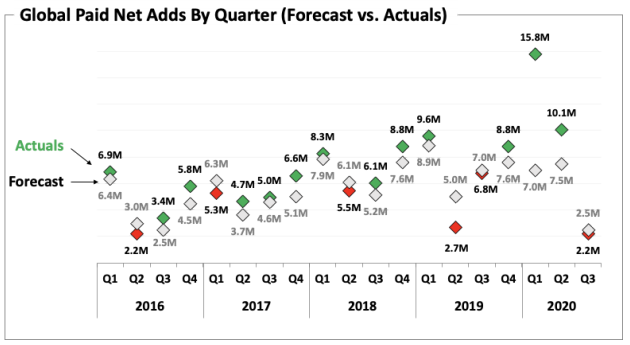 Global Paid Net Adds By Quarter (Forecast vs. Actuals)
15.8M
10.1M
9.6M
8.8M
8.3M
8.8M
Actuals
6.9M
6.3M
6.6M
6.1M
6.1M
7.0M
5.8M
4.7M
5.0M
8.9M
Forecast
7.9M
7.6M
5.0M
7.6M
7.0M
7.5M
6.4M
3.0M
3.4M
4.5M
5.3M
3.7M
4.6M
5.1M
5.5M
5.2M
6.8M
2.5M
2.2M
2.5M
2.7M
2.2M
Q1 Q2 Q3 Q4 Q1 Q2 Q3 Q4 Q1 Q2 Q3 Q4 Q1 Q2 Q3 Q4 Q1 Q2 Q3
2016 2017 2018 2019 2020